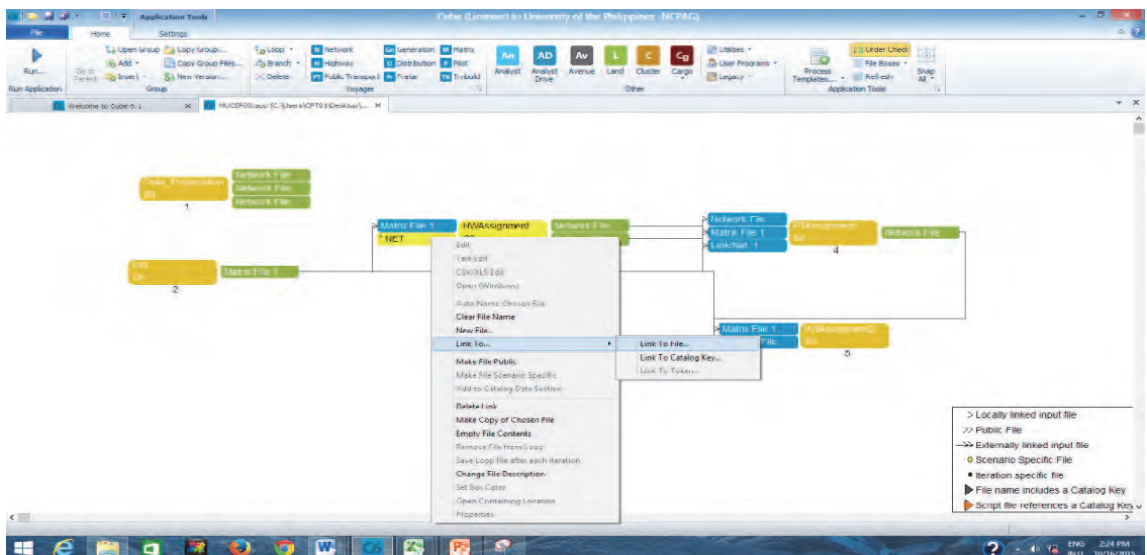 Application Tools
Cube (Licensed to University of the Philippines -NCPAG)
File Home Settings
Run...
Open Group
Copy Group...
Add
Copy Group Files...
Insert
New Version...
Loop
Branch
Delete
Network
Generation
Matrix
Highway
Distribution
Pilot
Public Transport
Fratar
Trnbuild
An AD Av L C Cg
Analyst
Analyst Drive
Avenue
Land
Cluster
Cargo
Utilities
User Programs
Legacy
Process Templates...
Order Check
File Boxes
Refresh
Snap All
Run Application Group Voyager Other Application Tools
Welcome to Cube 6.1
Network File
Network File
Network File
1
Matrix File 1
HWAssignment
Network File
* NET
Matrix File 1
2
Network File
Matrix File 1
Link/Net 1
Network File
4
Matrix File 1
File
5
Edit
Text Edit
CSV/XLS Edit
Open (Windows)
Auto Name Chosen File
Clear File Name
New File...
Link To...
Link To File...
Link To Catalog Key...
Link To Token...
Make File Public
Make File Scenario Specific
Add to Catalog Data Section
Delete Link
Make Copy of Chosen File
Empty File Contents
Remove File from Loop
Save Loop file after each iteration
Change File Description
Set Box Color
Open Containing Location
Properties
> Locally linked input file
>> Public File
Externally linked input file
Scenario Specific File
Iteration specific file
File name includes a Catalog Key
Script file references a Catalog Key
ENG
2:24 PM